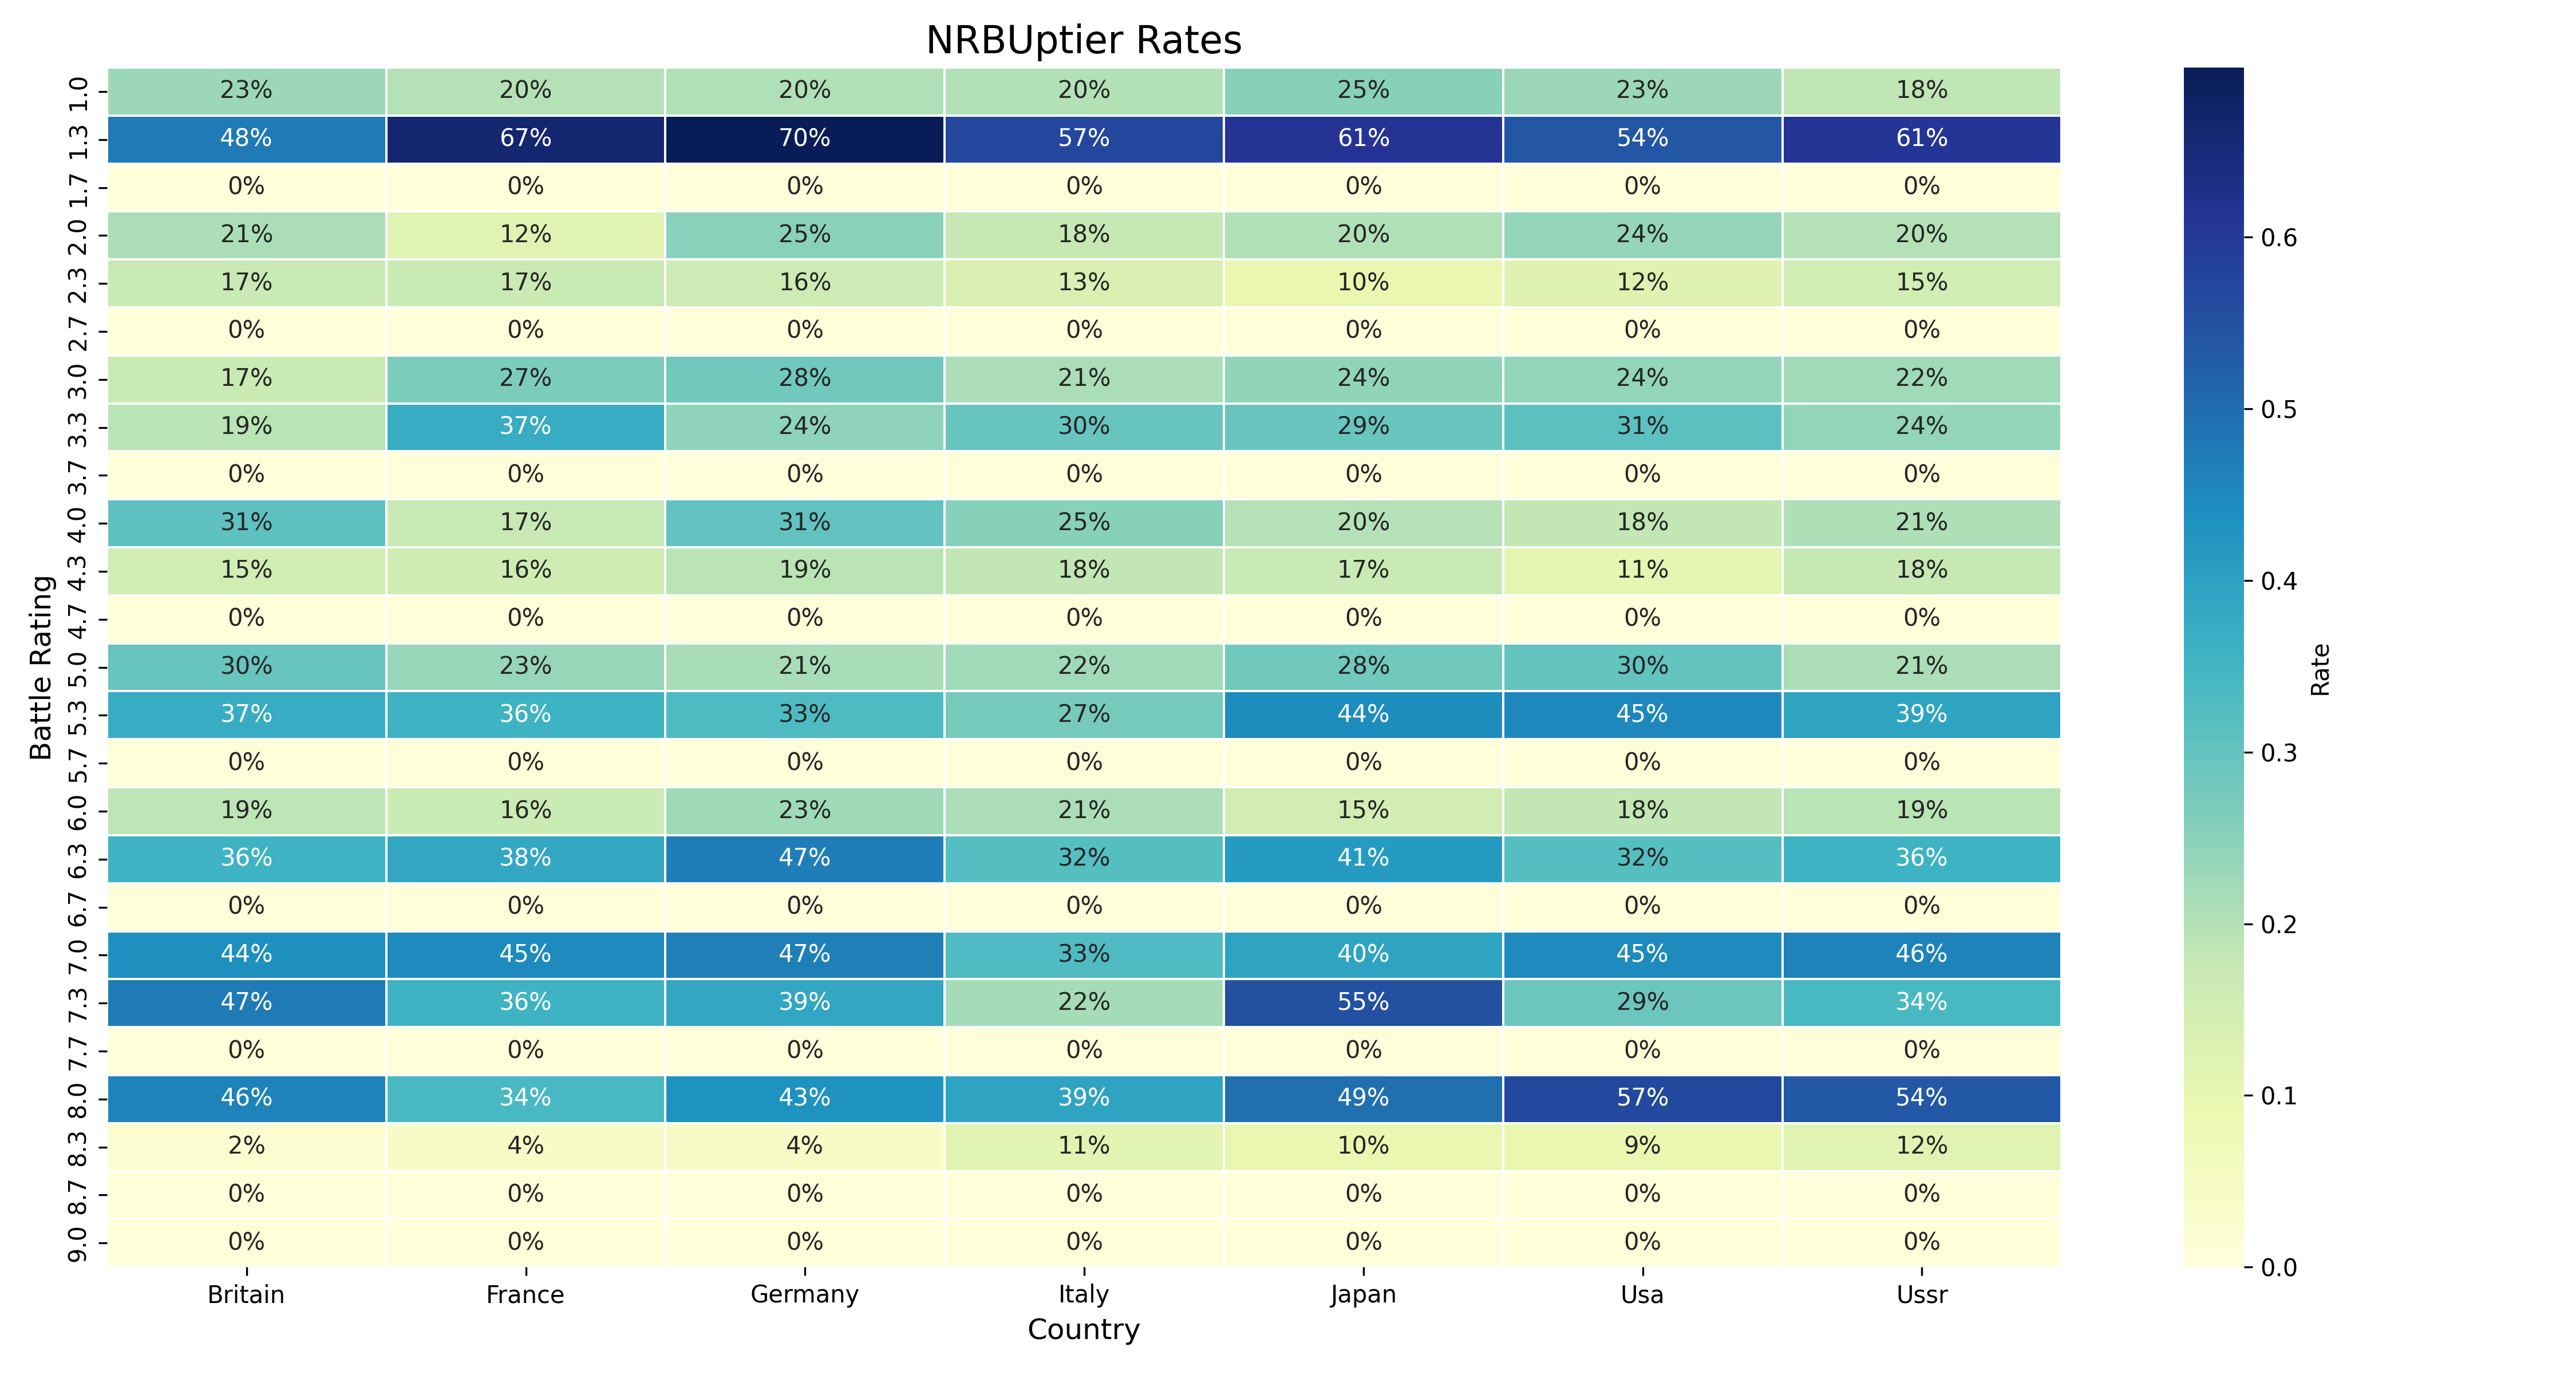 NRBUptier Rates
1.0 23% 20% 20% 20% 25% 23% 18%
1.3 48% 67% 70% 57% 61% 54% 61%
1.7 0% 0% 0% 0% 0% 0% 0%
2.0 21% 12% 25% 18% 20% 24% 20%
2.3 17% 17% 16% 13% 10% 12% 15%
2.7 0% 0% 0% 0% 0% 0% 0%
3.0 17% 27% 28% 21% 24% 24% 22%
3.3 19% 37% 24% 30% 29% 31% 24%
3.7 0% 0% 0% 0% 0% 0% 0%
4.0 31% 17% 31% 25% 20% 18% 21%
4.3 15% 16% 19% 18% 17% 11% 18%
4.7 0% 0% 0% 0% 0% 0% 0%
5.0 30% 23% 21% 22% 28% 30% 21%
5.3 37% 36% 33% 27% 44% 45% 39%
5.7 0% 0% 0% 0% 0% 0% 0%
6.0 19% 16% 23% 21% 15% 18% 19%
6.3 36% 38% 47% 32% 41% 32% 36%
6.7 0% 0% 0% 0% 0% 0% 0%
7.0 44% 45% 47% 33% 40% 45% 46%
7.3 47% 36% 39% 22% 55% 29% 34%
7.7 0% 0% 0% 0% 0% 0% 0%
8.0 46% 34% 43% 39% 49% 57% 54%
8.3 2% 4% 4% 11% 10% 9% 12%
8.7 0% 0% 0% 0% 0% 0% 0%
9.0 0% 0% 0% 0% 0% 0% 0%
Battle Rating
Britain France Germany Italy Japan Usa Ussr
Country
0.6
0.5
0.4
0.3
0.2
0.1
0.0
Rate